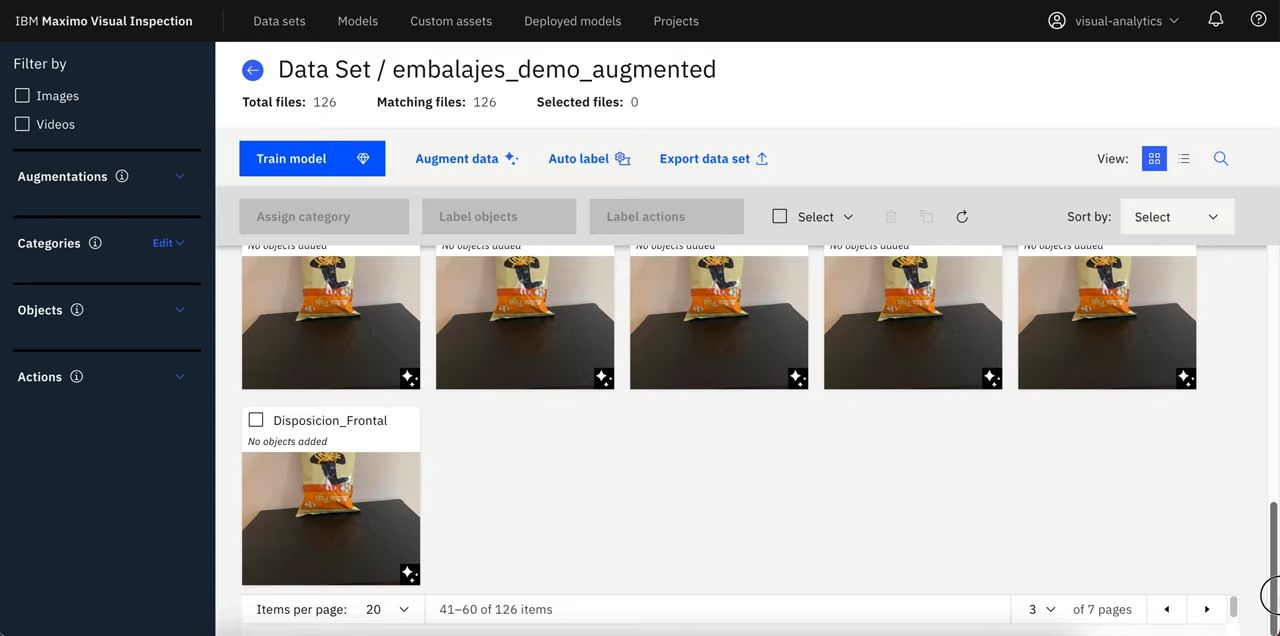 IBM Maximo Visual Inspection
Data sets
Models
Custom assets
Deployed models
Projects
visual-analytics
Filter by
Images
Videos
Augmentations
Categories
Edit
Objects
Actions
Data Set / embalajes_demo_augmented
Total files: 126
Matching files: 126
Selected files: 0
Train model
Augment data
Auto label
Export data set
View:
Assign category
Label objects
Label actions
Select
Sort by:
Select
No objects added
No objects added
No objects added
No objects added
No objects added
Disposicion_Frontal
No objects added
Items per page: 20
41–60 of 126 items
3
of 7 pages